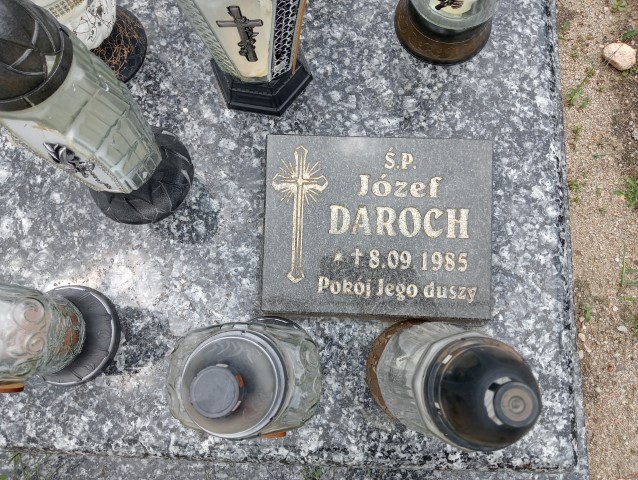 Ś.P.
Józef
DAROCH
* † 8.09 1985
Pokój Jego duszy